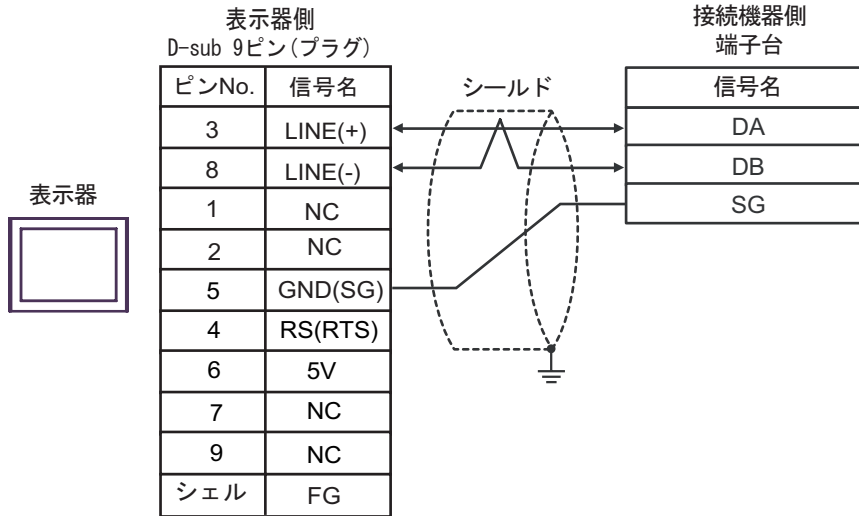 表示器側
D-sub 9ピン(プラグ)
接続機器側
端子台
ピンNo. 信号名
シールド
信号名
3 LINE(+)
DA
8 LINE(-)
DB
表示器
1 NC
SG
2 NC
5 GND(SG)
4 RS(RTS)
6 5V
7 NC
9 NC
シェル FG